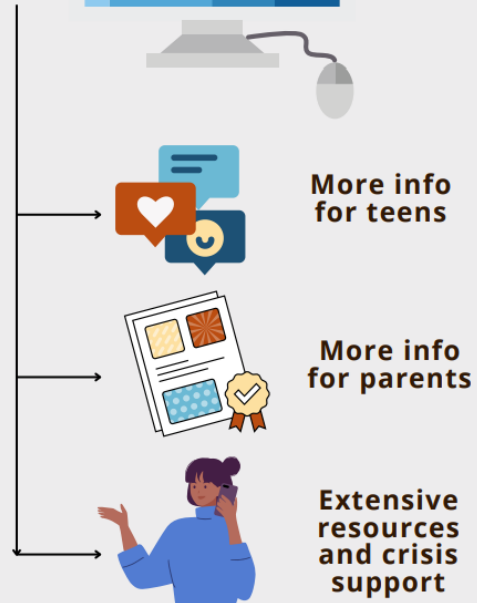 More info
for teens
More info
for parents
Extensive
resources
and crisis
support